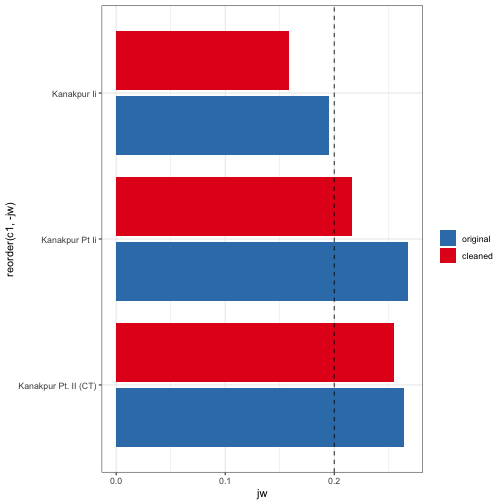 Kanakpur Ii
Kanakpur Pt Ii
Kanakpur Pt. II (CT)
reorder(c1, -jw)
0.0
0.1
0.2
jw
original
cleaned